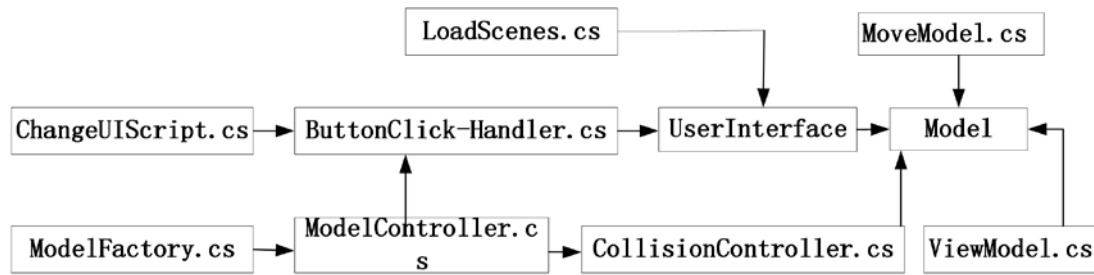 LoadScenes.cs
MoveModel.cs
ChangeUIScript.cs
ButtonClick-Handler.cs
UserInterface
Model
ModelFactory.cs
ModelController.c
s
CollisionController.cs
ViewModel.cs